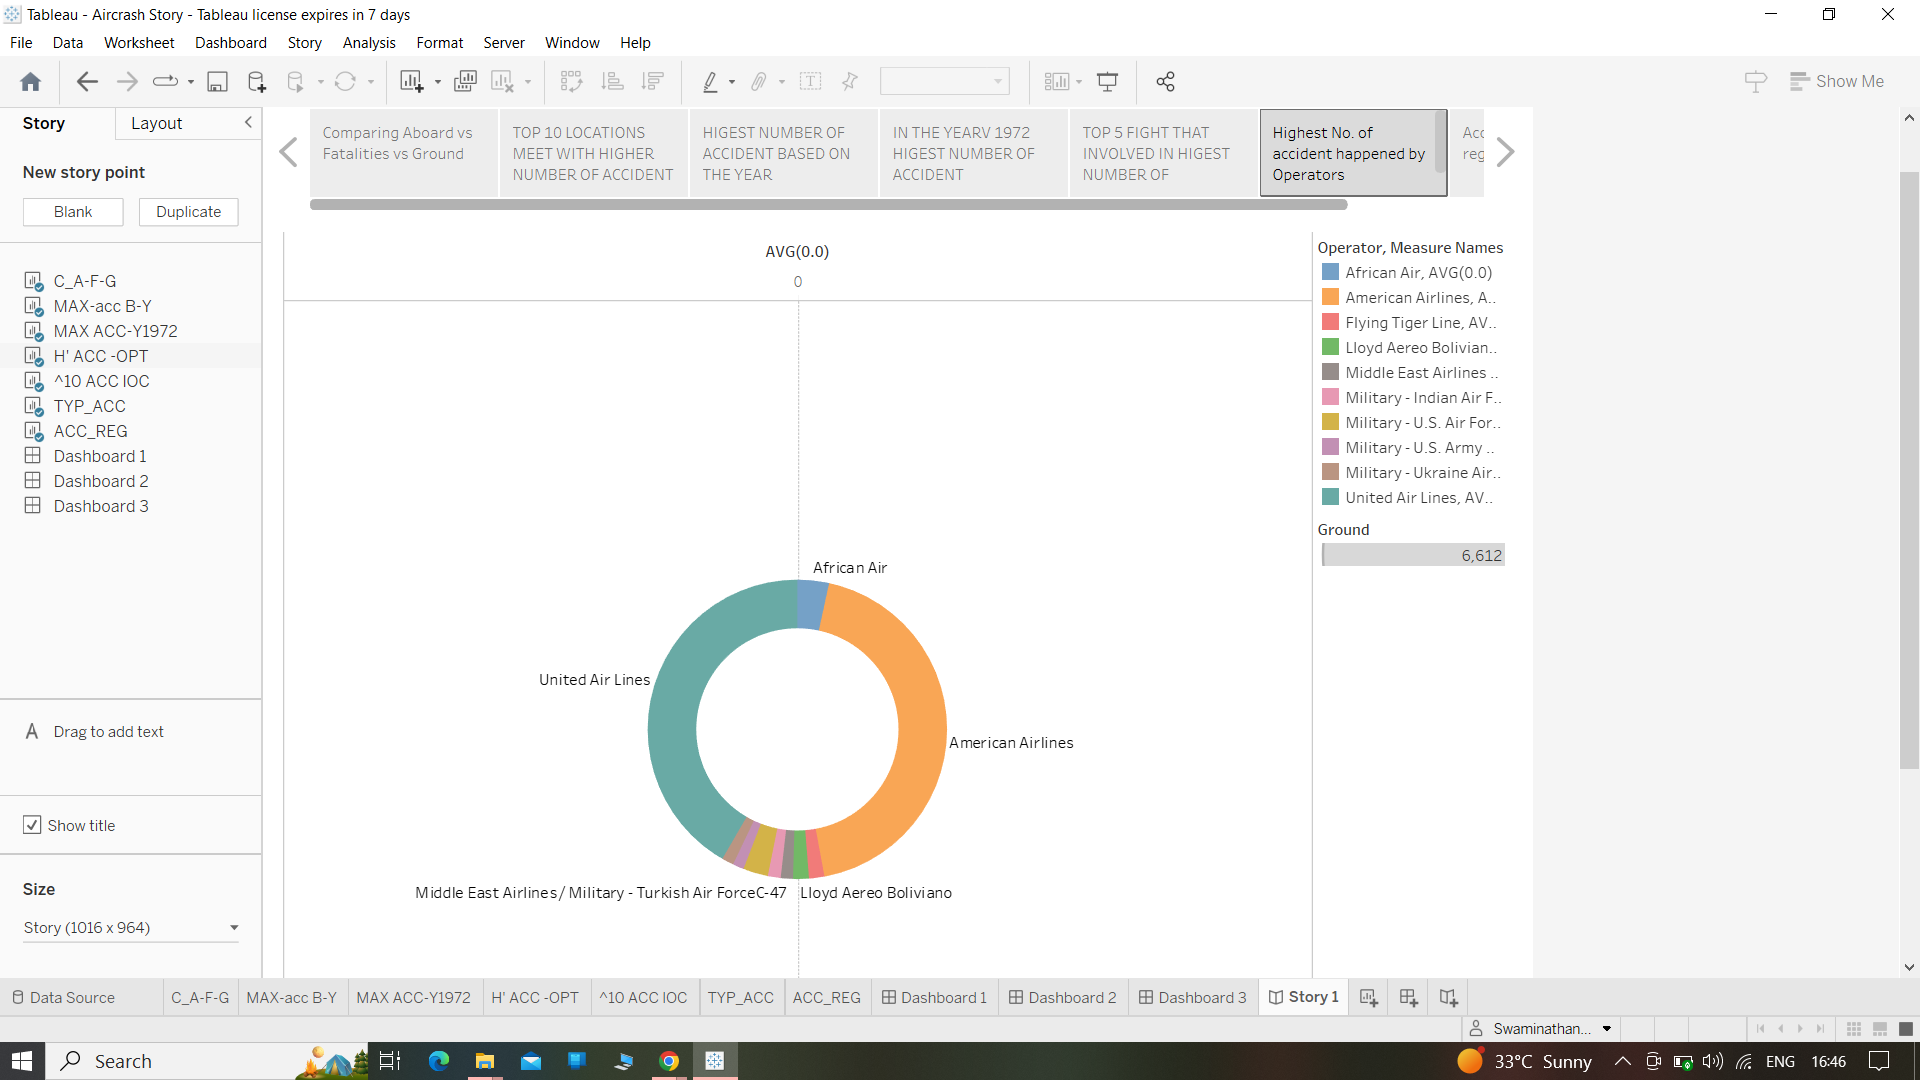 Tableau - Aircrash Story - Tableau license expires in 7 days
File Data Worksheet Dashboard Story Analysis Format Server Window Help
Show Me
Story Layout
New story point
Blank Duplicate
C_A-F-G
MAX-acc B-Y
MAX ACC-Y1972
H' ACC -OPT
^10 ACC lOC
TYP_ACC
ACC_REG
Dashboard 1
Dashboard 2
Dashboard 3
A Drag to add text
Show title
Size
Story (1016 x 964)
Comparing Aboard vs
Fatalities vs Ground
TOP 10 LOCATIONS
MEET WITH HIGHER
NUMBER OF ACCIDENT
HIGEST NUMBER OF
ACCIDENT BASED ON
THE YEAR
IN THE YEARV 1972
HIGEST NUMBER OF
ACCIDENT
TOP 5 FIGHT THAT
INVOLVED IN HIGEST
NUMBER OF
Highest No. of
accident happened by
Operators
Acc
reg
AVG(0.0)
0
African Air
United Air Lines
American Airlines
Middle East Airlines / Military - Turkish Air ForceC-47
Lloyd Aereo Boliviano
Operator, Measure Names
African Air, AVG(0.0)
American Airlines, A..
Flying Tiger Line, AV..
Lloyd Aereo Bolivian..
Middle East Airlines ..
Military - Indian Air F..
Military - U.S. Air For..
Military - U.S. Army ..
Military - Ukraine Air..
United Air Lines, AV..
Ground
6,612
Data Source C_A-F-G MAX-acc B-Y MAX ACC-Y1972 H' ACC -OPT ^10 ACC lOC TYP_ACC ACC_REG Dashboard 1 Dashboard 2 Dashboard 3 Story 1
Swaminathan...
Search 33°C Sunny ENG 16:46